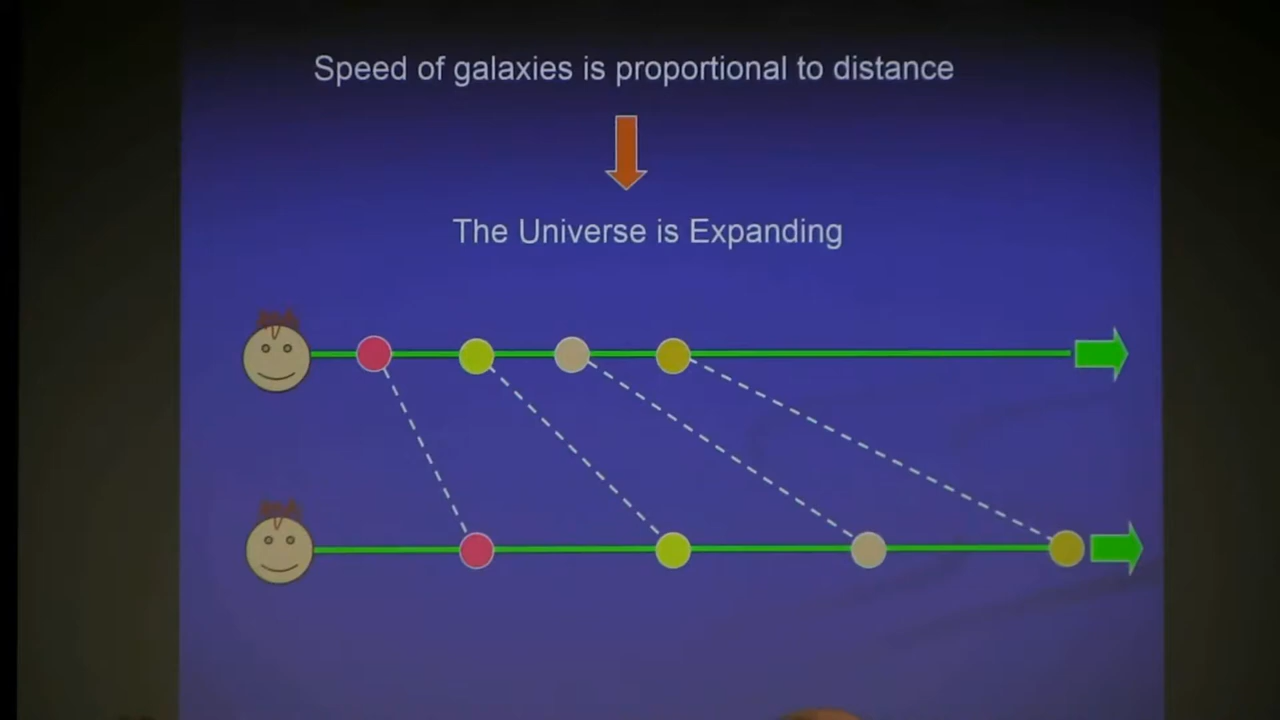 Speed of galaxies is proportional to distance
The Universe is Expanding